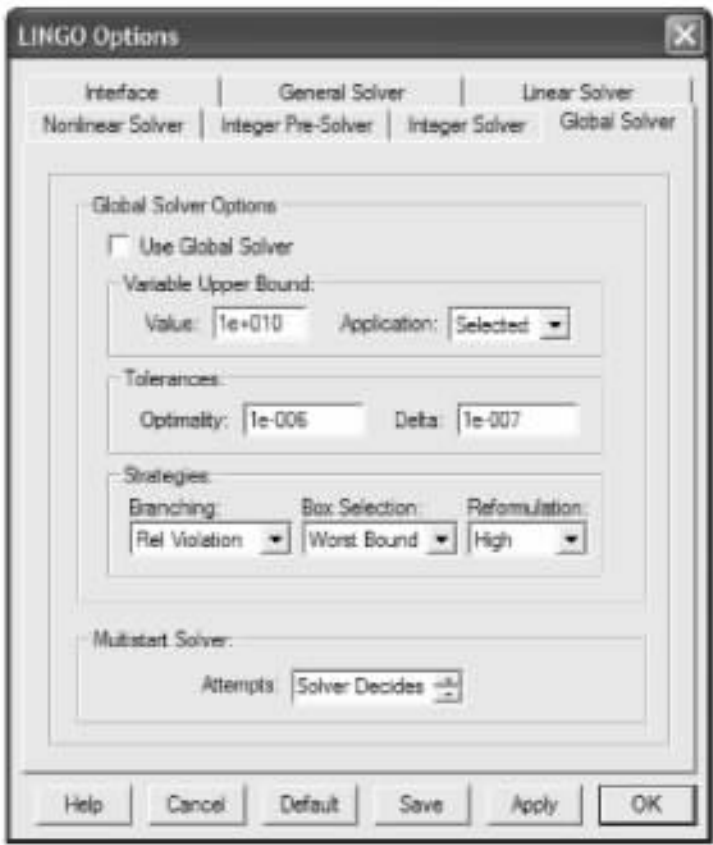 LINGO Options
Interface General Solver Linear Solver
Nonlinear Solver Integer Pre-Solver Integer Solver Global Solver
Global Solver Options
Use Global Solver
Variable Upper Bound:
Value: 1e+010 Application: Selected
Tolerances:
Optimality: 1e-006 Delta: 1e-007
Strategies:
Branching: Box Selection: Reformulation:
Rel Violation Worst Bound High
Multistart Solver:
Attempts: Solver Decides
Help Cancel Default Save Apply OK